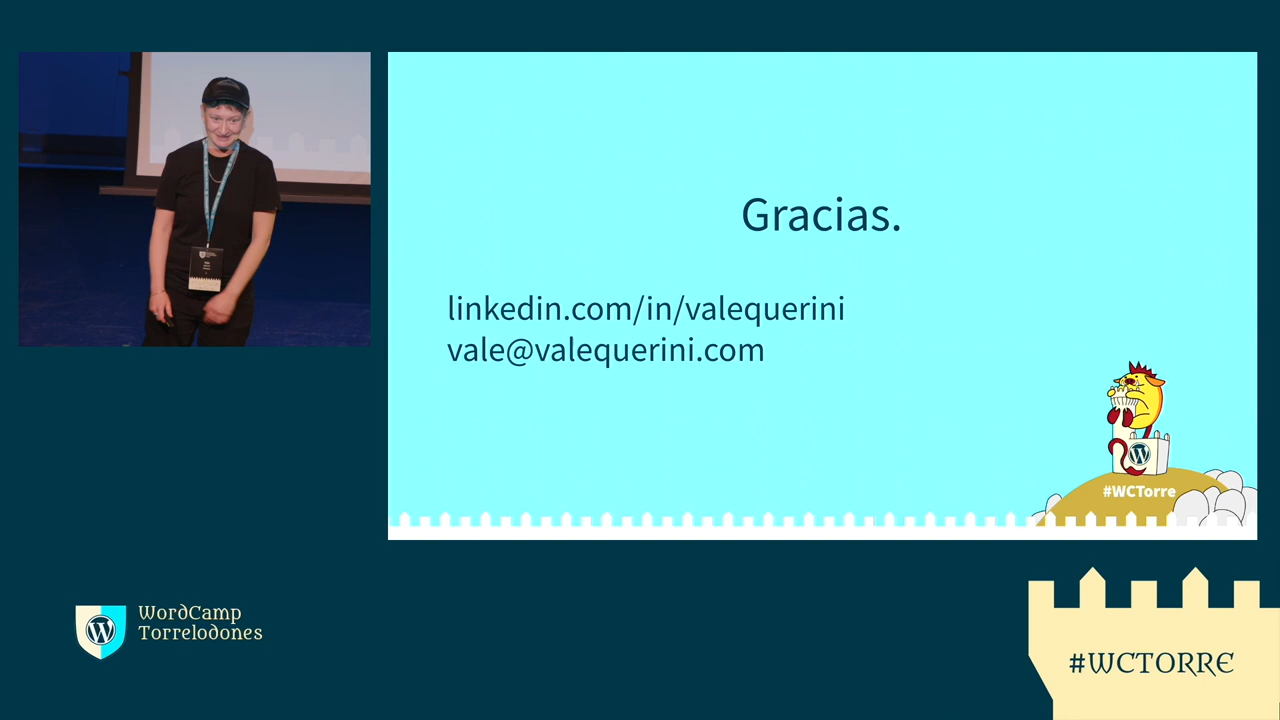 Gracias.
linkedin.com/in/valequerini
vale@valequerini.com
#WCTorre
WordCamp
Torrelodones
#WCTORRE